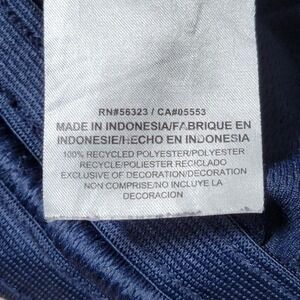 RN#56323 / CA#05553
MADE IN INDONESIA/FABRIQUE EN
INDONESIE/HECHO EN INDONESIA
100% RECYCLED POLYESTER/POLYESTER
RECYCLE/POLIESTER RECICLADO
EXCLUSIVE OF DECORATION/DECORATION
NON COMPRISE/NO INCLUYE LA
DECORACION